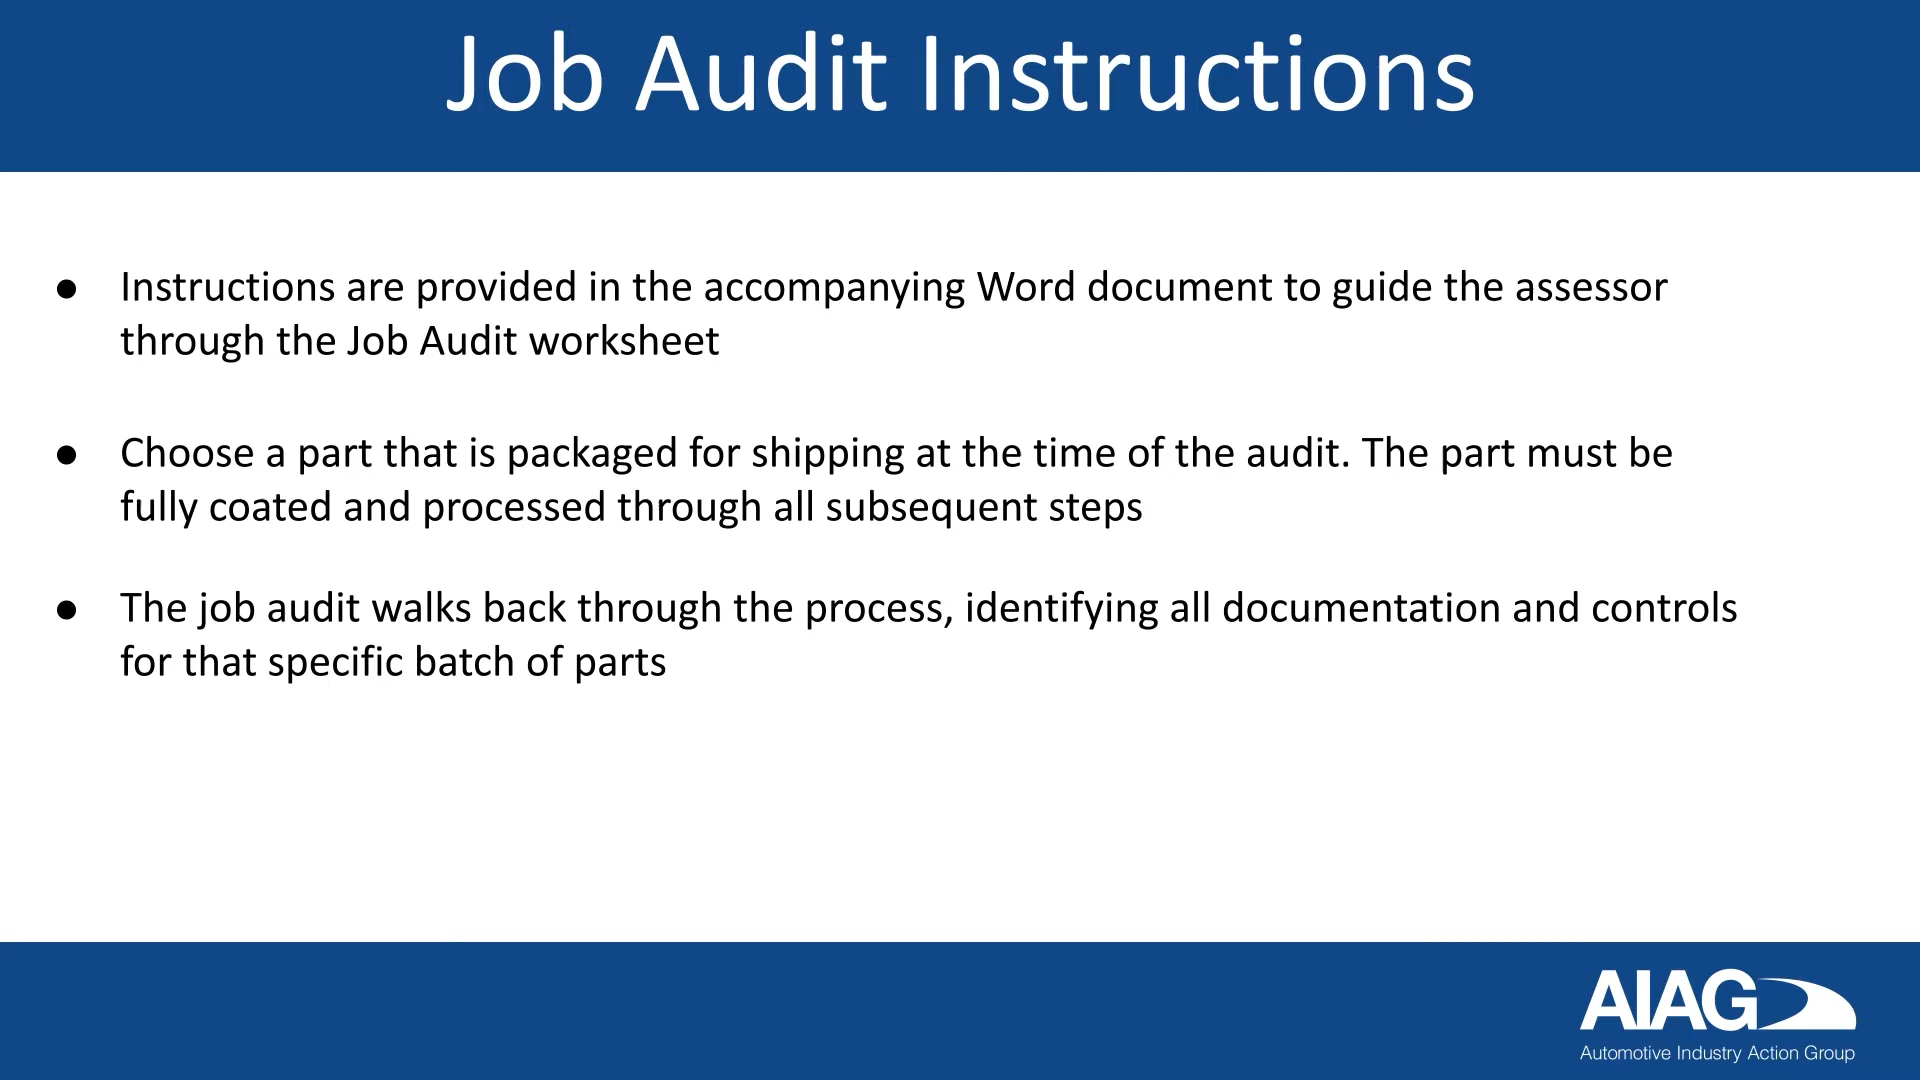 Job Audit Instructions
● Instructions are provided in the accompanying Word document to guide the assessor
through the Job Audit worksheet
● Choose a part that is packaged for shipping at the time of the audit. The part must be
fully coated and processed through all subsequent steps
● The job audit walks back through the process, identifying all documentation and controls
for that specific batch of parts
AIAG
Automotive Industry Action Group